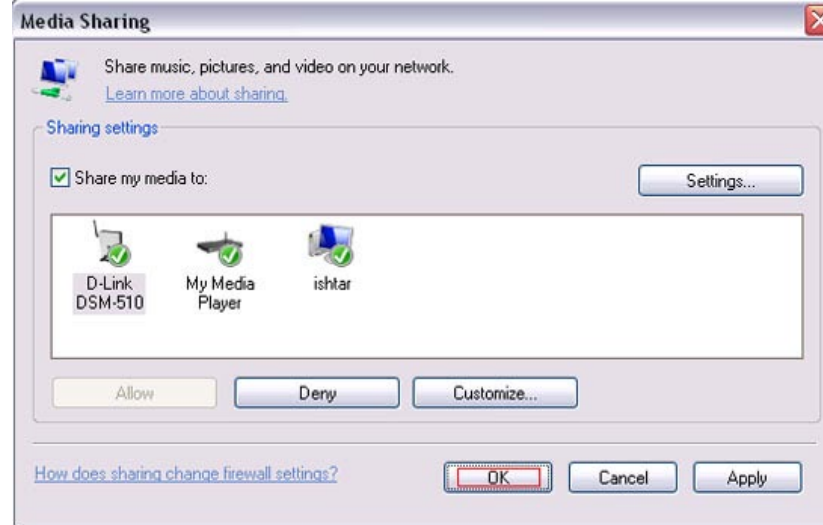 Media Sharing
Share music, pictures, and video on your network.
Learn more about sharing.
Sharing settings
Share my media to:
Settings...
D-Link
DSM-510
My Media
Player
ishtar
Allow
Deny
Customize...
How does sharing change firewall settings?
OK
Cancel
Apply